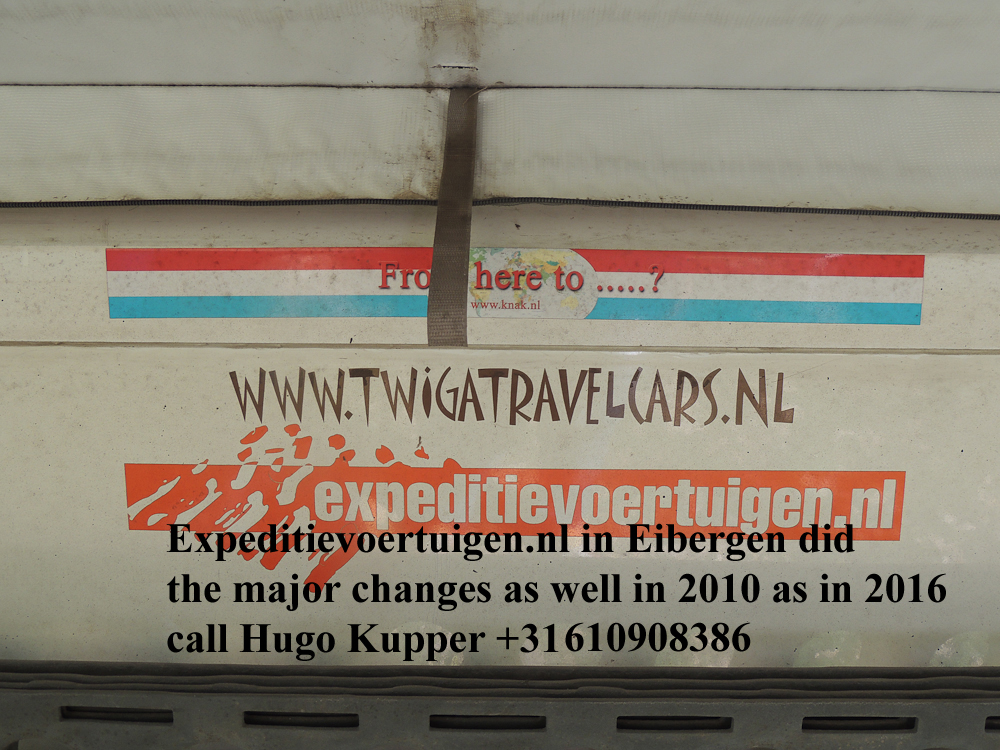 Fro here to .....?
www.knak.nl
WWW.TWiGATRAVELCARS.NL
expeditievoertuigen.nl
Expeditievoertuigen.nl in Eibergen did
the major changes as well in 2010 as in 2016
call Hugo Kupper +31610908386